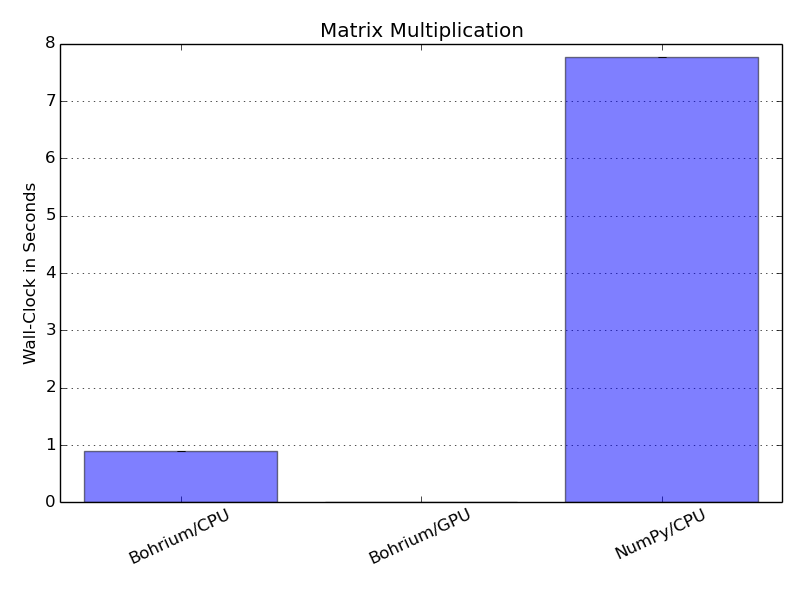 Matrix Multiplication
Wall-Clock in Seconds
8
7
6
5
4
3
2
1
0
Bohrium/CPU
Bohrium/GPU
NumPy/CPU